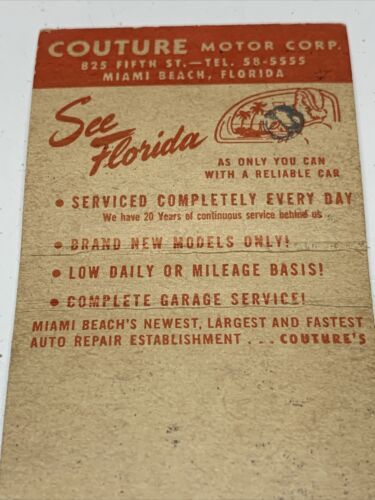 COUTURE MOTOR CORP.
825 FIFTH ST.—TEL. 58-5555
MIAMI BEACH, FLORIDA
See
Florida
AS ONLY YOU CAN
WITH A RELIABLE CAR
• SERVICED COMPLETELY EVERY DAY
We have 20 Years of continuous service behind us
• BRAND NEW MODELS ONLY!
• LOW DAILY OR MILEAGE BASIS!
• COMPLETE GARAGE SERVICE!
MIAMI BEACH'S NEWEST, LARGEST AND FASTEST
AUTO REPAIR ESTABLISHMENT . . . COUTURE'S